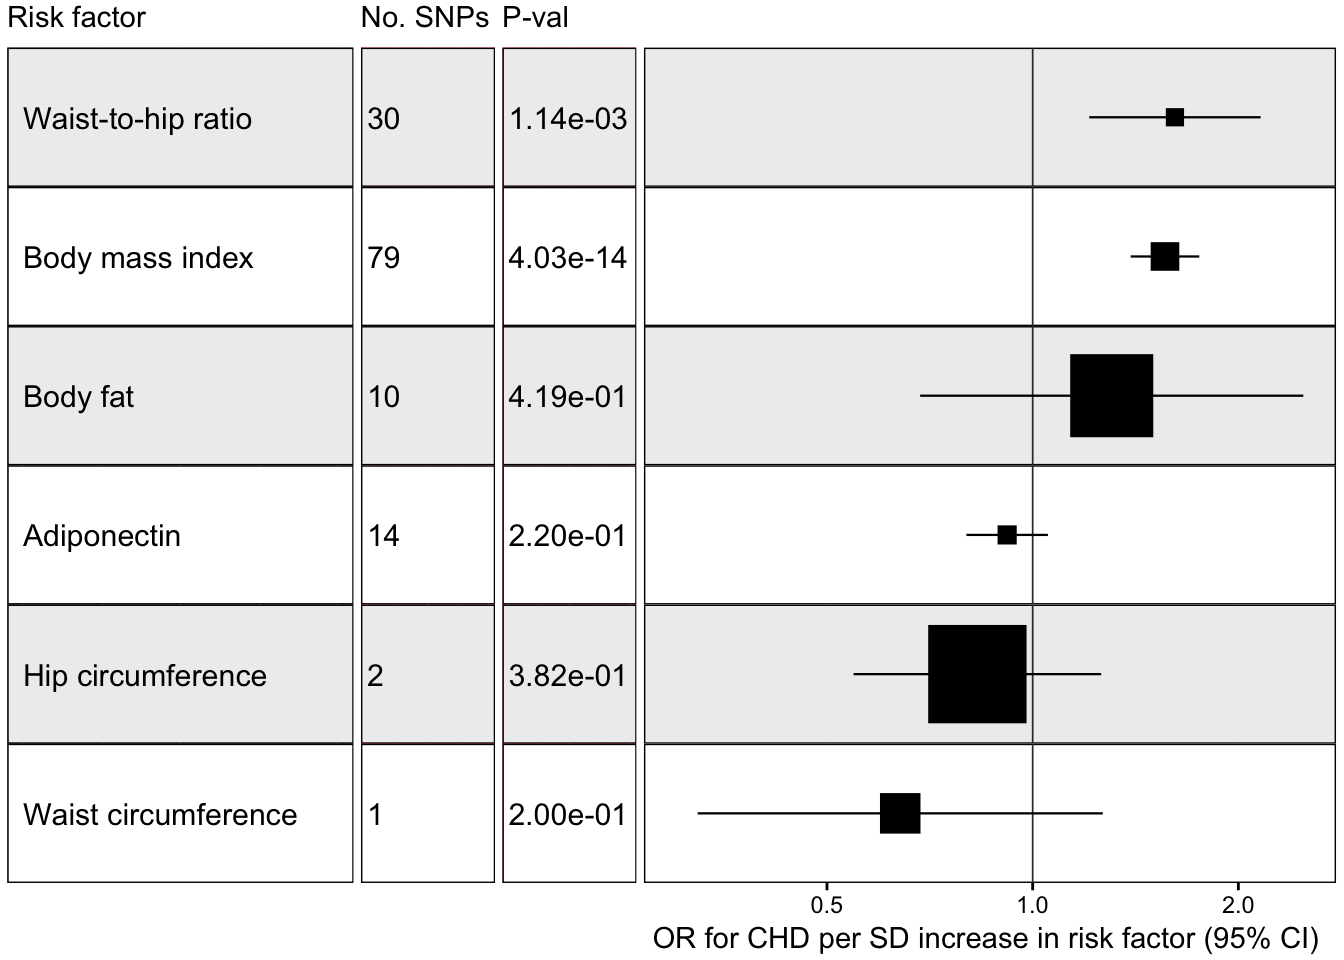 Risk factor No. SNPs P-val
Waist-to-hip ratio 30 1.14e-03
Body mass index 79 4.03e-14
Body fat 10 4.19e-01
Adiponectin 14 2.20e-01
Hip circumference 2 3.82e-01
Waist circumference 1 2.00e-01
0.5 1.0 2.0
OR for CHD per SD increase in risk factor (95% CI)